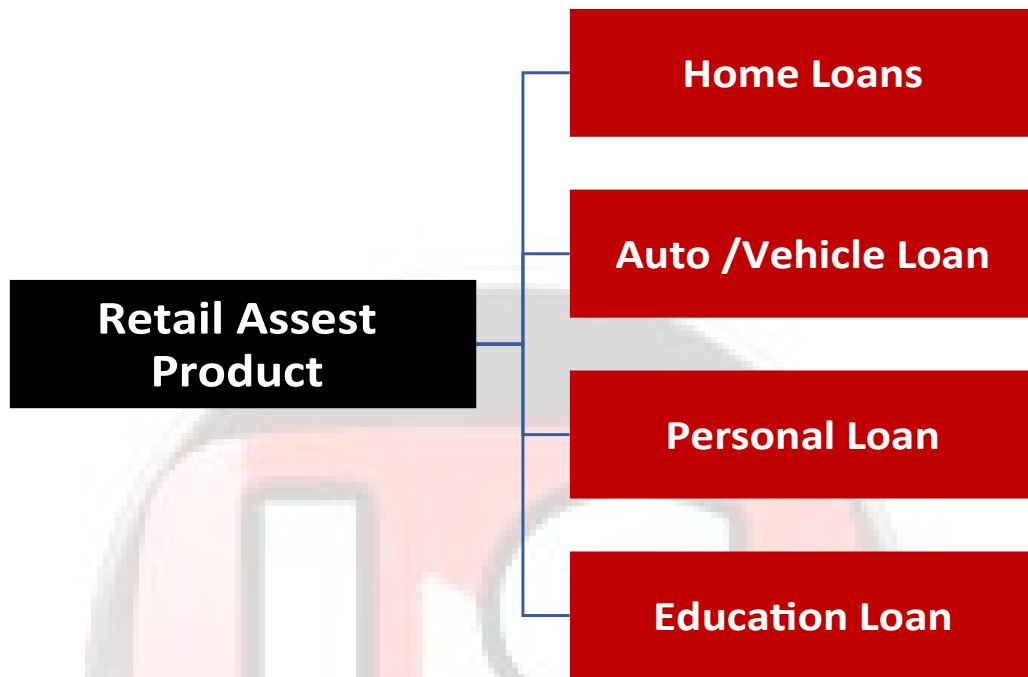 Home Loans
Auto /Vehicle Loan
Retail Assest
Product
Personal Loan
Education Loan